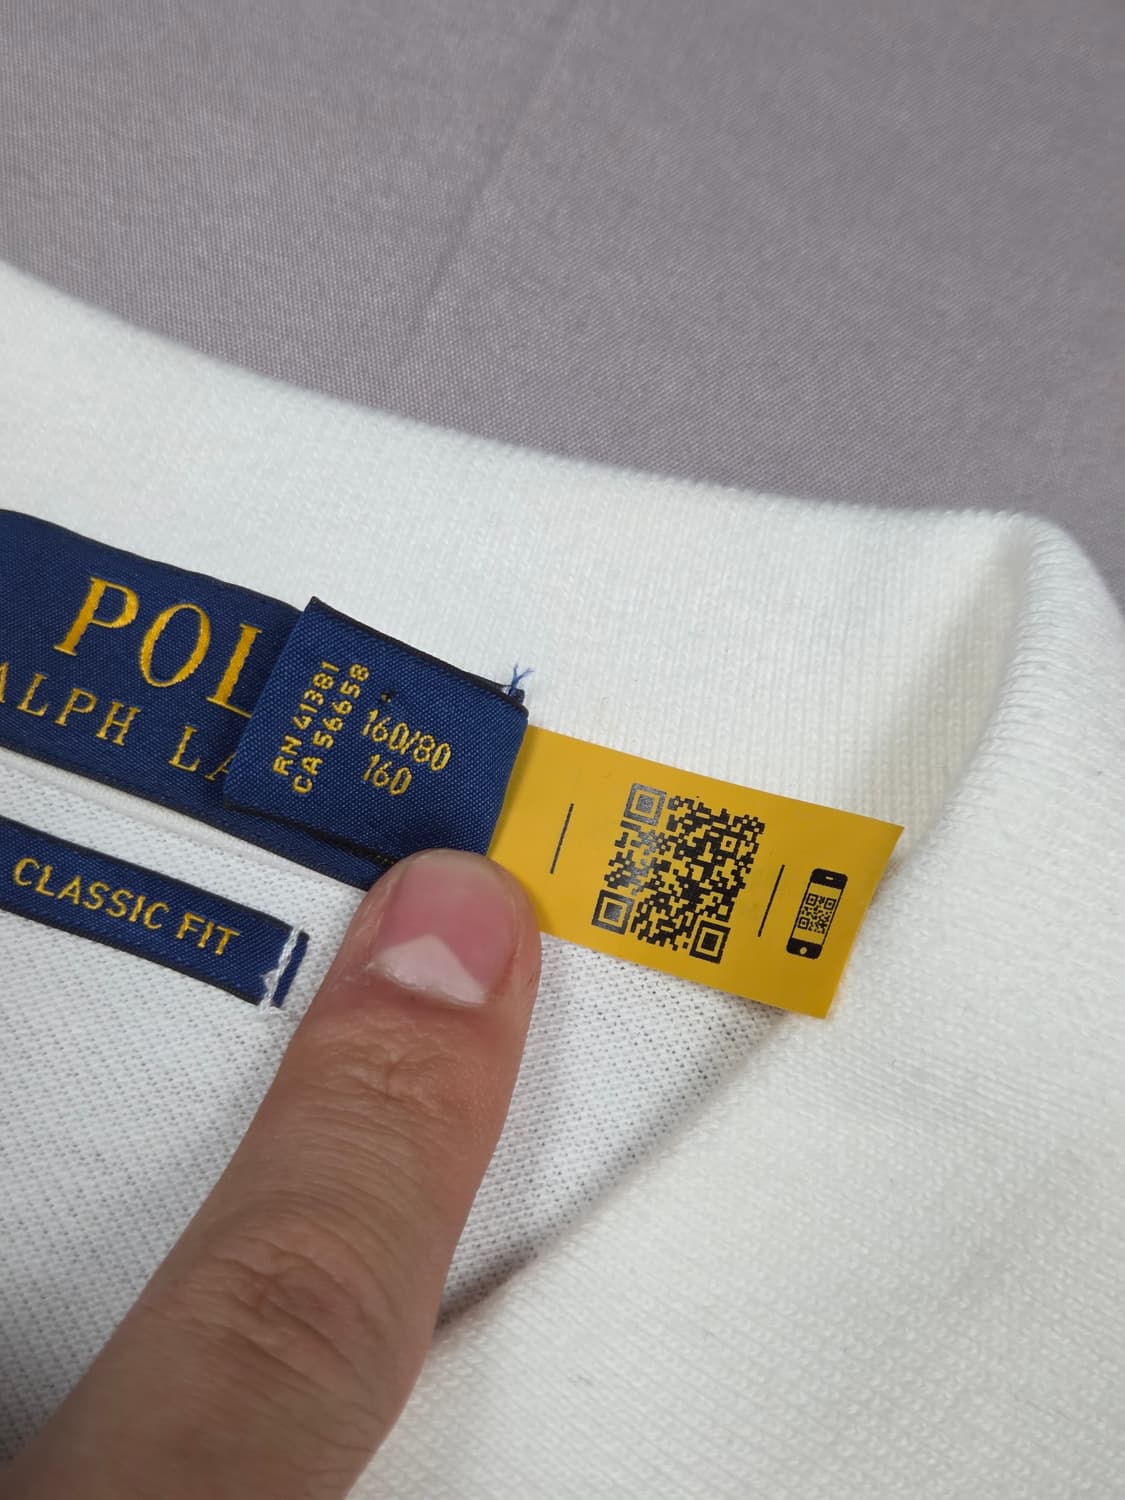 POL
ALPH LA
RN 41381
CA 56658
160/80
160
CLASSIC FIT